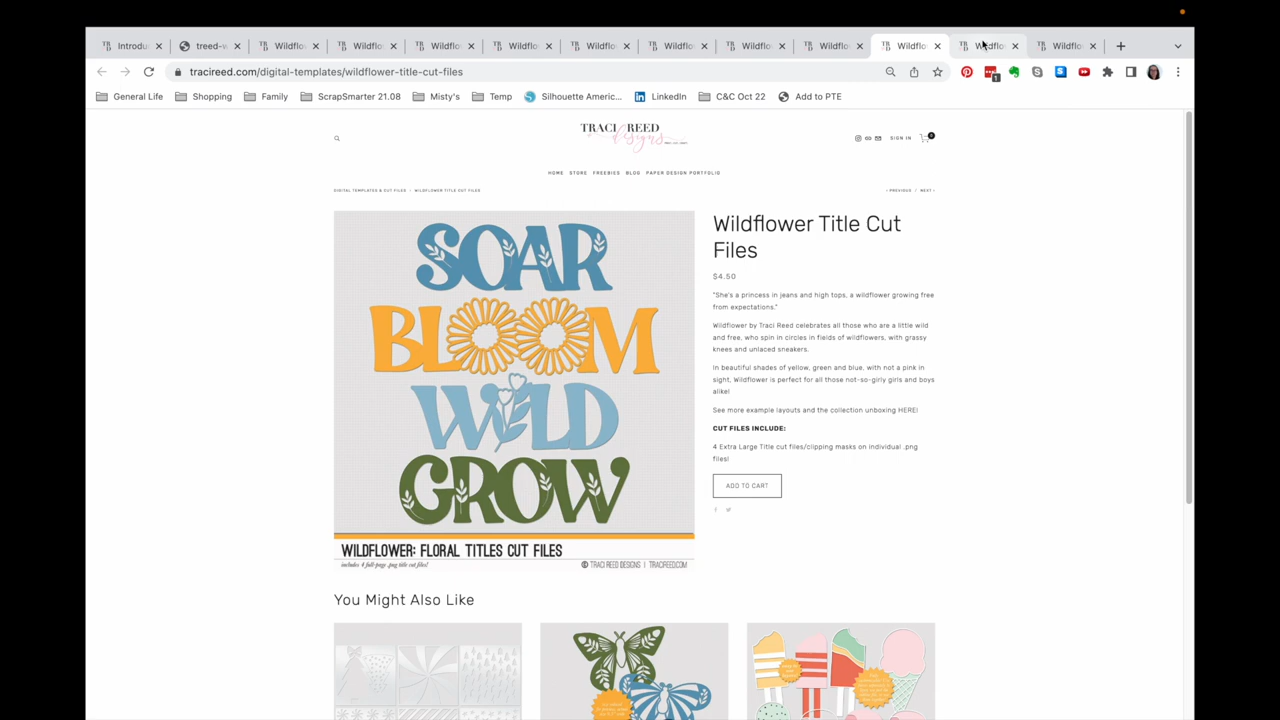 Introdu
treed-w
Wildflo
Wildflo
Wildflo
Wildflo
Wildflo
Wildflo
Wildflo
Wildflo
Wildflo
Wildflo
Wildflo
tracireed.com/digital-templates/wildflower-title-cut-files
1
General Life
Shopping
Family
ScrapSmarter 21.08
Misty's
Temp
Silhouette Americ...
LinkedIn
C&C Oct 22
Add to PTE
TRACI REED
designs
SIGN IN
0
HOME STORE FREEBIES BLOG PAPER DESIGN PORTFOLIO
DIGITAL TEMPLATES & CUT FILES / WILDFLOWER TITLE CUT FILES
‹ PREVIOUS / NEXT ›
SOAR
BLOOM
WILD
GROW
WILDFLOWER: FLORAL TITLES CUT FILES
includes 4 full-page .png title cut files!
© TRACI REED DESIGNS | TRACIREED.COM
Wildflower Title Cut
Files
$4.50
"She's a princess in jeans and high tops, a wildflower growing free
from expectations."
Wildflower by Traci Reed celebrates all those who are a little wild
and free, who spin in circles in fields of wildflowers, with grassy
knees and unlaced sneakers.
In beautiful shades of yellow, green and blue, with not a pink in
sight, Wildflower is perfect for all those not-so-girly girls and boys
alike!
See more example layouts and the collection unboxing HERE!
CUT FILES INCLUDE:
4 Extra Large Title cut files/clipping masks on individual .png
files!
ADD TO CART
You Might Also Like